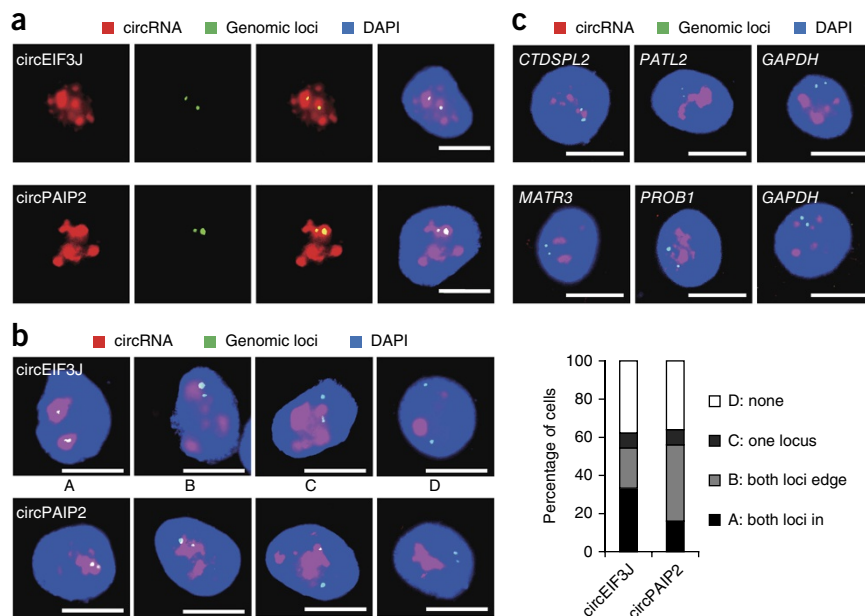 a
circRNA Genomic loci DAPI
circEIF3J
circPAIP2
b
circRNA Genomic loci DAPI
circEIF3J
A B C D
circPAIP2
c
circRNA Genomic loci DAPI
CTDSPL2 PATL2 GAPDH
MATR3 PROB1 GAPDH
Percentage of cells
100
80
60
40
20
0
circEIF3J
circPAIP2
D: none
C: one locus
B: both loci edge
A: both loci in